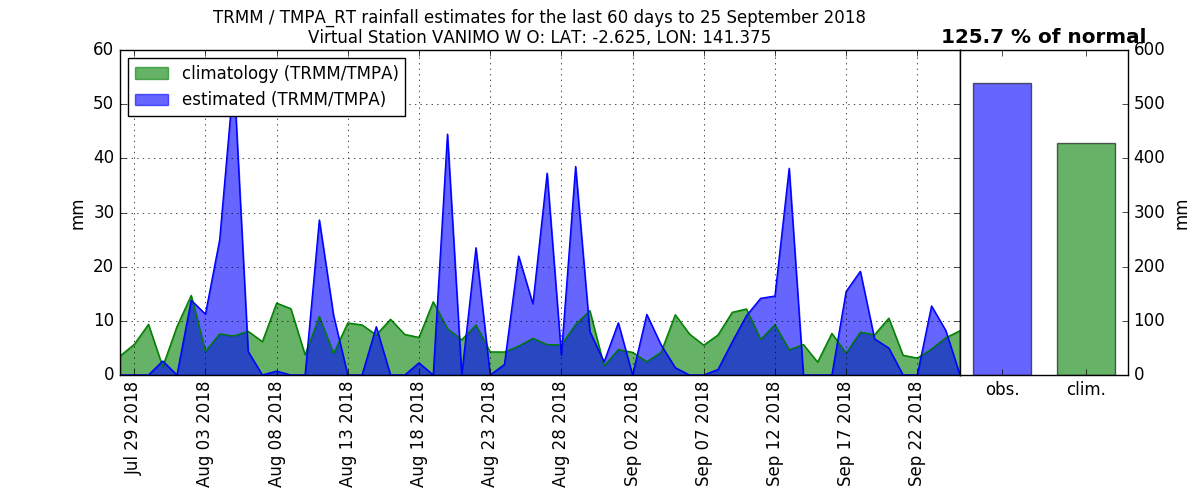 TRMM / TMPA_RT rainfall estimates for the last 60 days to 25 September 2018
Virtual Station VANIMO W O: LAT: -2.625, LON: 141.375
125.7 % of normal
climatology (TRMM/TMPA)
estimated (TRMM/TMPA)
60
50
40
30
20
10
0
mm
Jul 29 2018
Aug 03 2018
Aug 08 2018
Aug 13 2018
Aug 18 2018
Aug 23 2018
Aug 28 2018
Sep 02 2018
Sep 07 2018
Sep 12 2018
Sep 17 2018
Sep 22 2018
600
500
400
300
200
100
0
mm
obs.
clim.